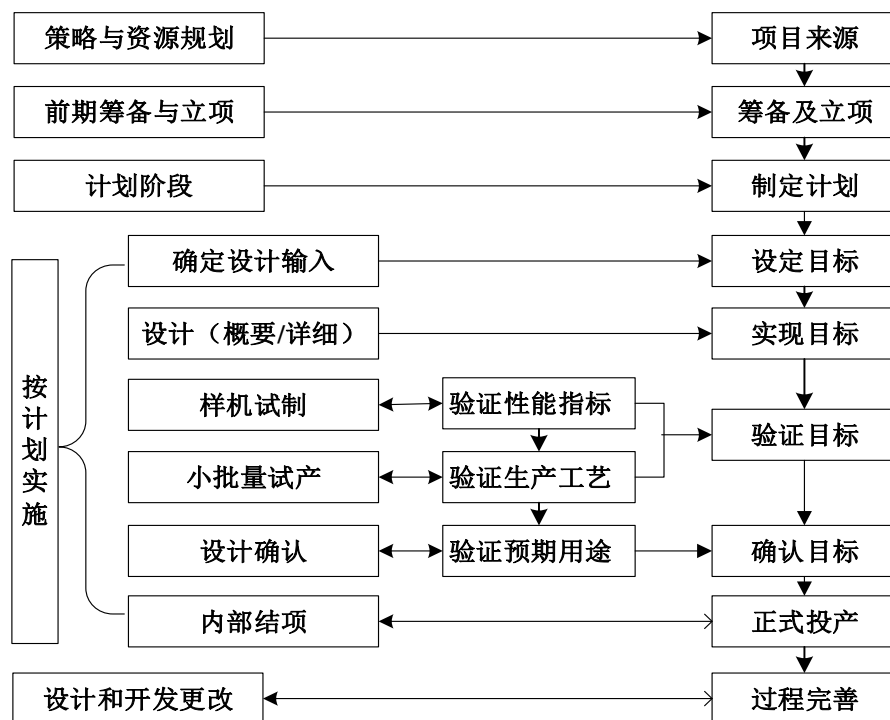 策略与资源规划
项目来源
前期筹备与立项
筹备及立项
计划阶段
制定计划
按计划实施
确定设计输入
设定目标
设计（概要/详细）
实现目标
样机试制
验证性能指标
验证目标
小批量试产
验证生产工艺
设计确认
验证预期用途
确认目标
内部结项
正式投产
设计和开发更改
过程完善